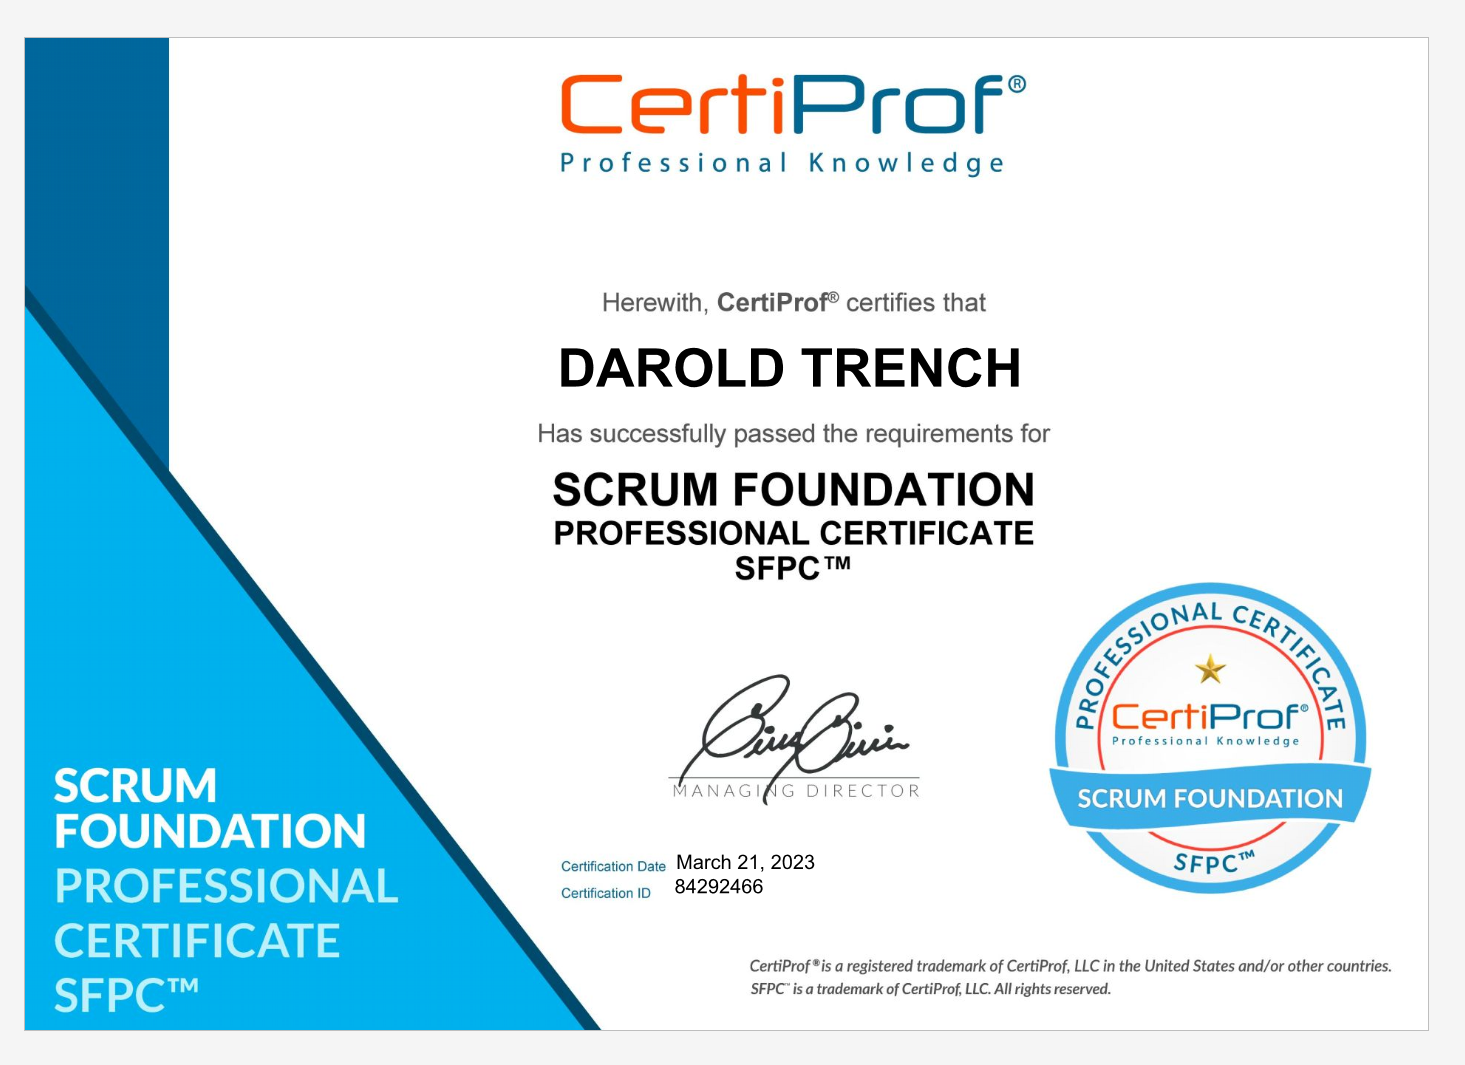 CertiProf®
Professional Knowledge
Herewith, CertiProf® certifies that
DAROLD TRENCH
Has successfully passed the requirements for
SCRUM FOUNDATION
PROFESSIONAL CERTIFICATE
SFPC™
MANAGING DIRECTOR
Certification Date March 21, 2023
Certification ID 84292466
PROFESSIONAL CERTIFICATE
CertiProf®
Professional Knowledge
SCRUM FOUNDATION
SFPC™
SCRUM
FOUNDATION
PROFESSIONAL
CERTIFICATE
SFPC™
CertiProf® is a registered trademark of CertiProf, LLC in the United States and/or other countries.
SFPC™ is a trademark of CertiProf, LLC. All rights reserved.